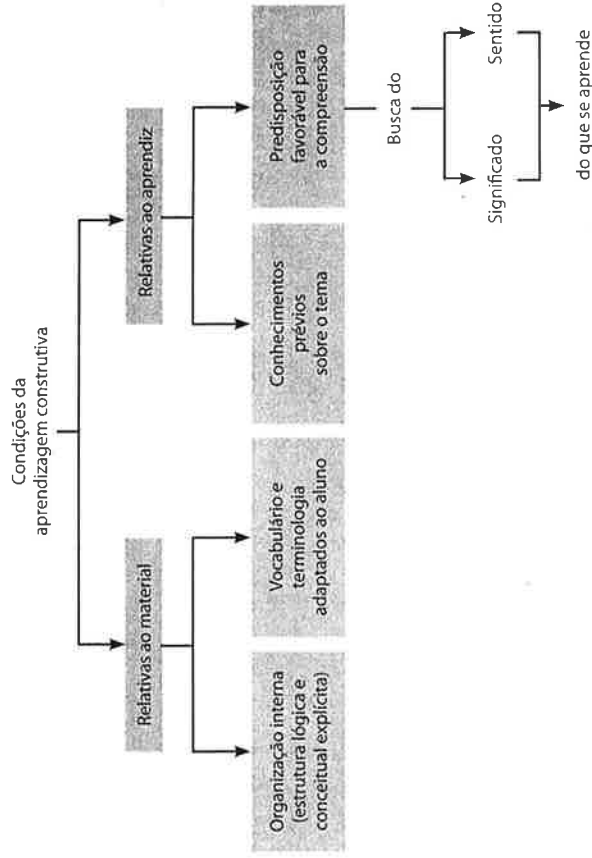 Condições da
aprendizagem construtiva
Relativas ao material
Relativas ao aprendiz
Organização interna
(estrutura lógica e
conceitual explícita)
Vocabulário e
terminologia
adaptados ao aluno
Conhecimentos
prévios
sobre o tema
Predisposição
favorável para
a compreensão
Busca do
Significado
Sentido
do que se aprende